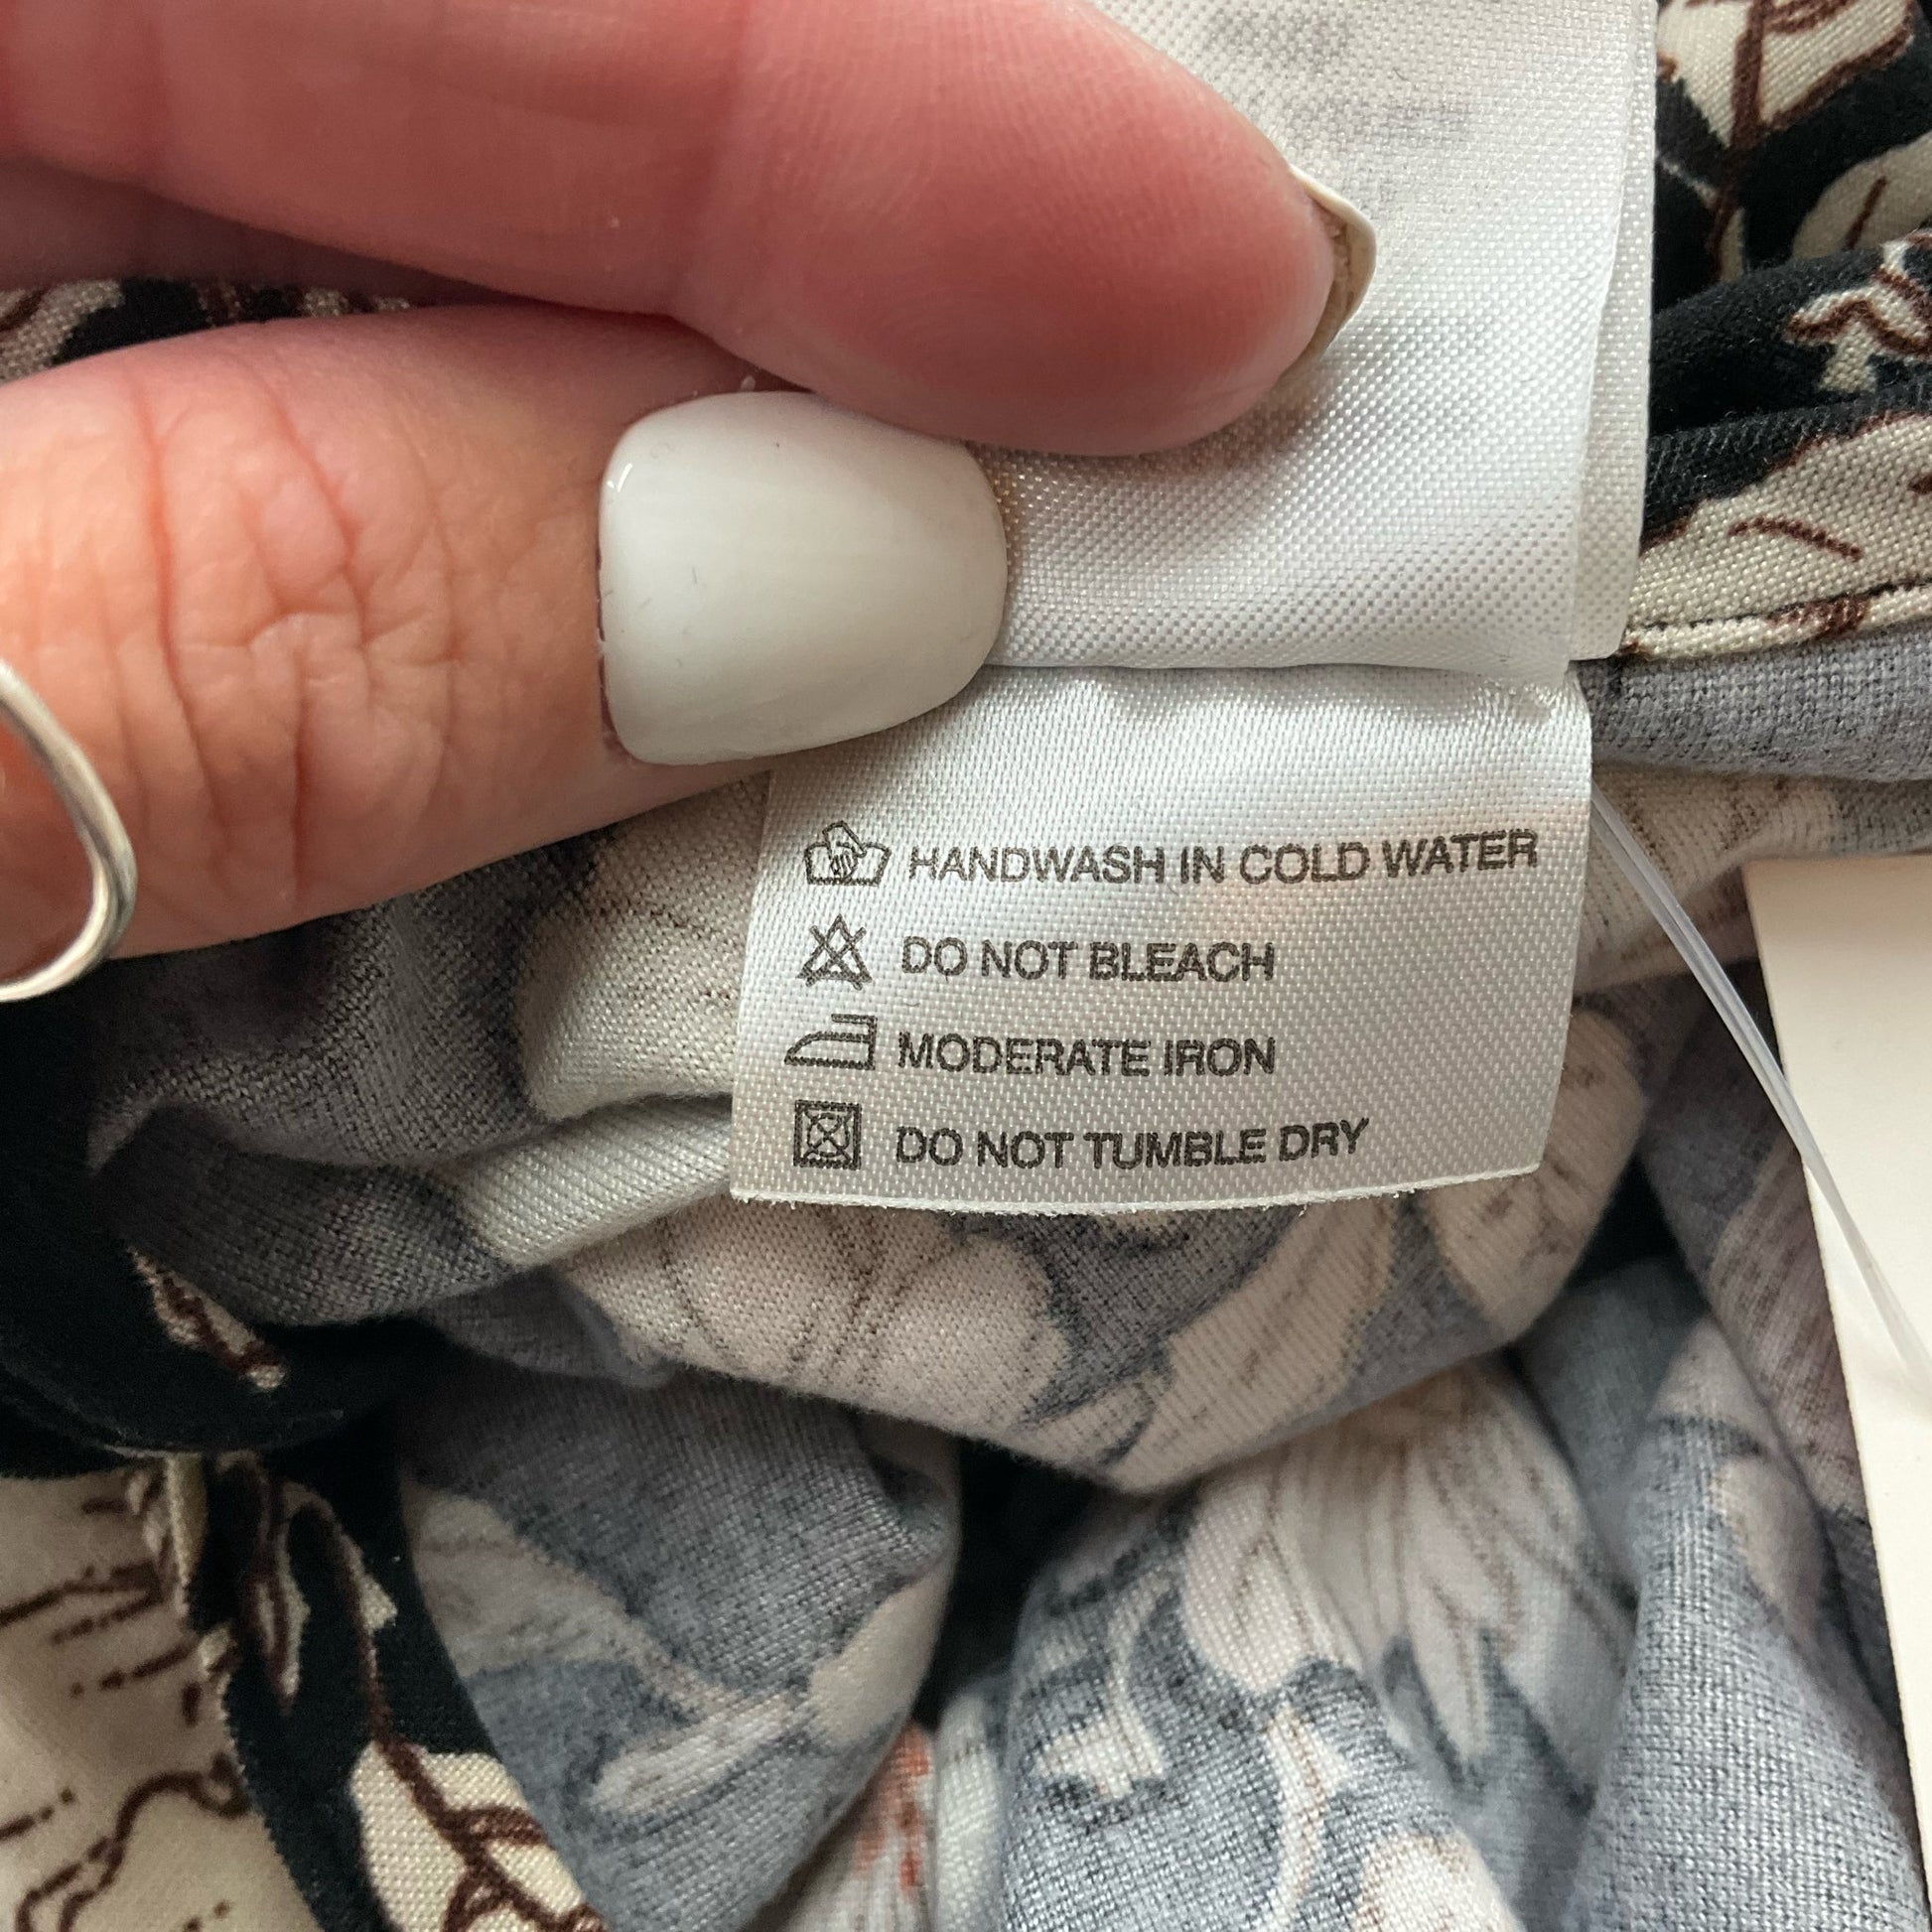 HANDWASH IN COLD WATER
DO NOT BLEACH
MODERATE IRON
DO NOT TUMBLE DRY